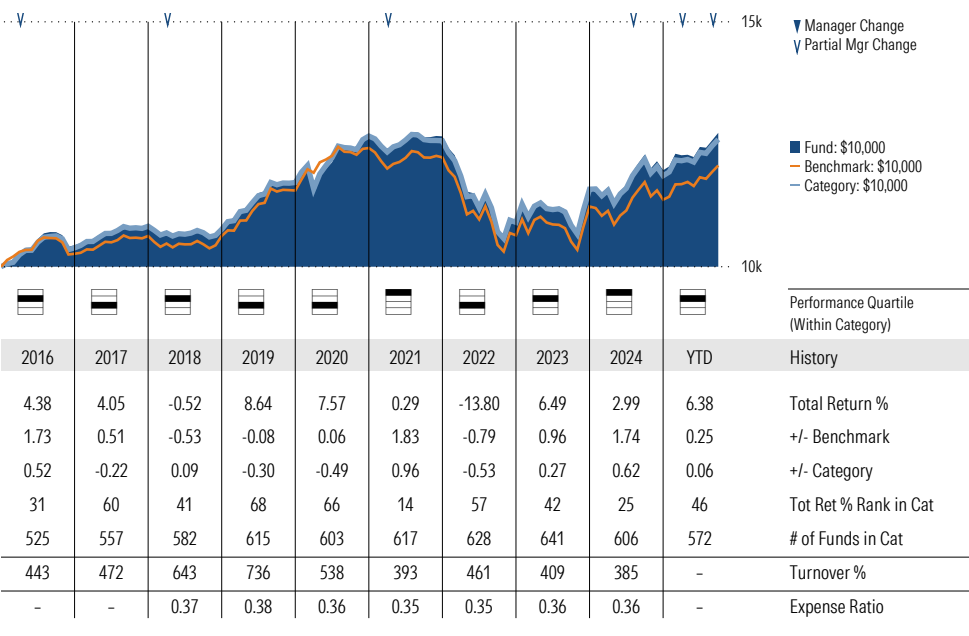 15k
▼ Manager Change
∨ Partial Mgr Change
Fund: $10,000
Benchmark: $10,000
Category: $10,000
10k
Performance Quartile
(Within Category)
2016 2017 2018 2019 2020 2021 2022 2023 2024 YTD History
4.38 4.05 -0.52 8.64 7.57 0.29 -13.80 6.49 2.99 6.38 Total Return %
1.73 0.51 -0.53 -0.08 0.06 1.83 -0.79 0.96 1.74 0.25 +/- Benchmark
0.52 -0.22 0.09 -0.30 -0.49 0.96 -0.53 0.27 0.62 0.06 +/- Category
31 60 41 68 66 14 57 42 25 46 Tot Ret % Rank in Cat
525 557 582 615 603 617 628 641 606 572 # of Funds in Cat
443 472 643 736 538 393 461 409 385 – Turnover %
– – 0.37 0.38 0.36 0.35 0.35 0.36 0.36 – Expense Ratio